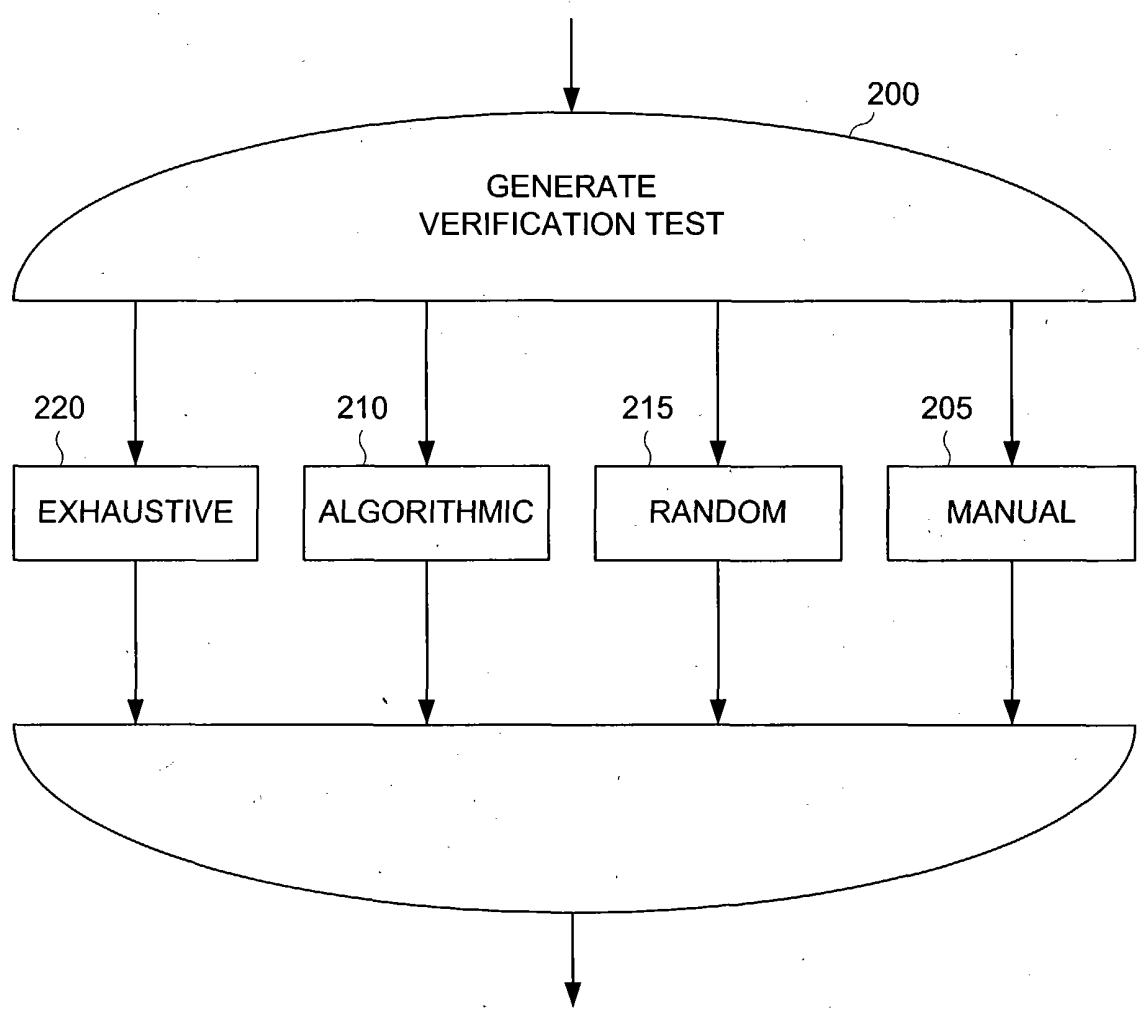 200
GENERATE
VERIFICATION TEST
220
210
215
205
EXHAUSTIVE
ALGORITHMIC
RANDOM
MANUAL